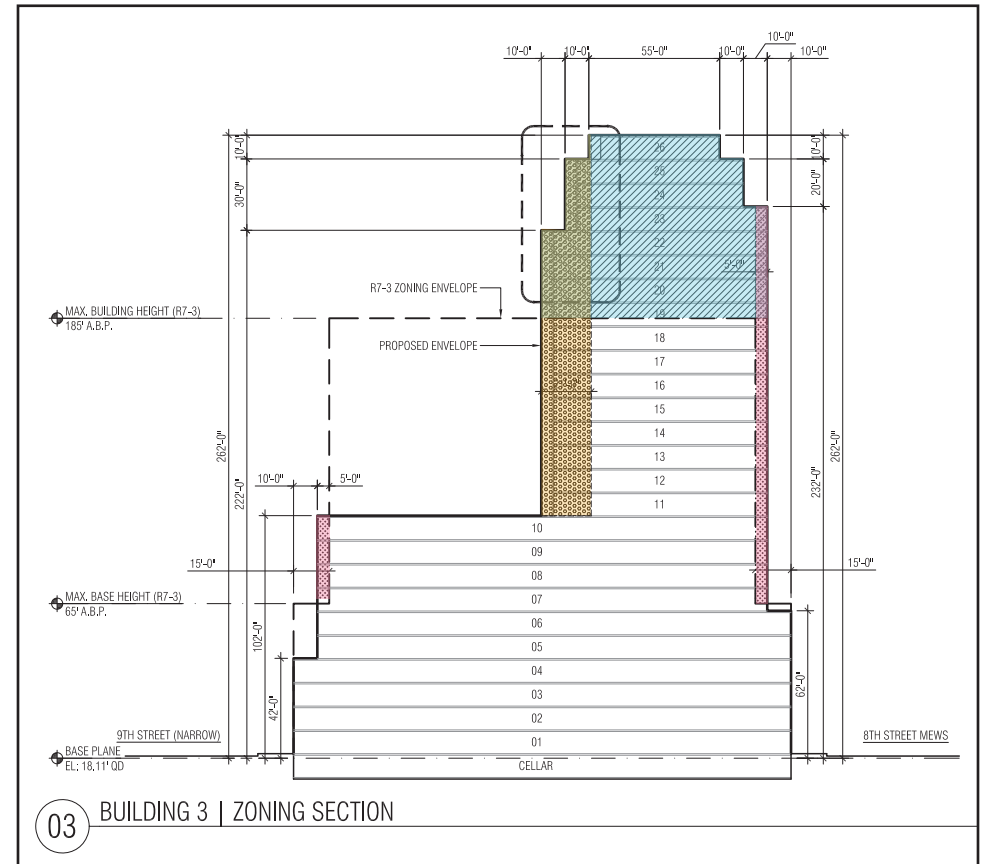 10'-0"
10'-0" 10'-0" 55'-0" 10'-0" 10'-0"
10'-0" 26 10'-0"
25
30'-0" 24 20'-0"
23
22
21 5'-0"
R7-3 ZONING ENVELOPE 20
MAX. BUILDING HEIGHT (R7-3) 19
185' A.B.P.
18
PROPOSED ENVELOPE
17
16
15
14
262'-0" 222'-0" 13 232'-0" 262'-0"
10'-0" 5'-0" 12
11
10
09
15'-0" 15'-0"
08
MAX. BASE HEIGHT (R7-3) 07
65' A.B.P.
06
102'-0" 05
04
42'-0" 03 62'-0"
02
9TH STREET (NARROW) 01 8TH STREET MEWS
BASE PLANE
EL: 18.11' QD CELLAR
03 BUILDING 3 | ZONING SECTION